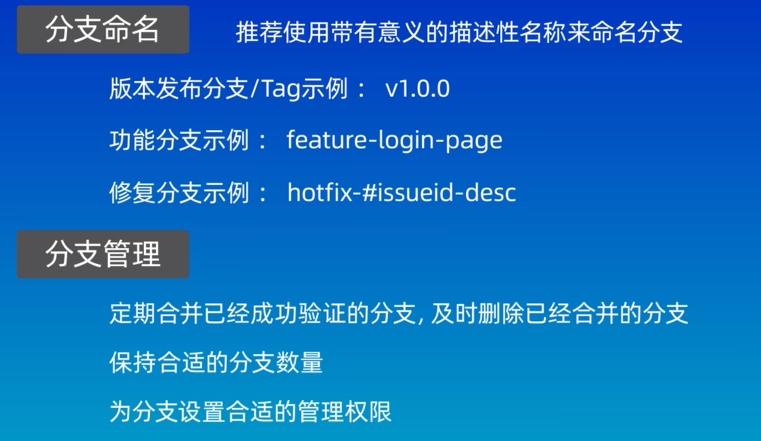 分支命名 推荐使用带有意义的描述性名称来命名分支
版本发布分支/Tag示例： v1.0.0
功能分支示例： feature-login-page
修复分支示例： hotfix-#issueid-desc
分支管理
定期合并已经成功验证的分支, 及时删除已经合并的分支
保持合适的分支数量
为分支设置合适的管理权限